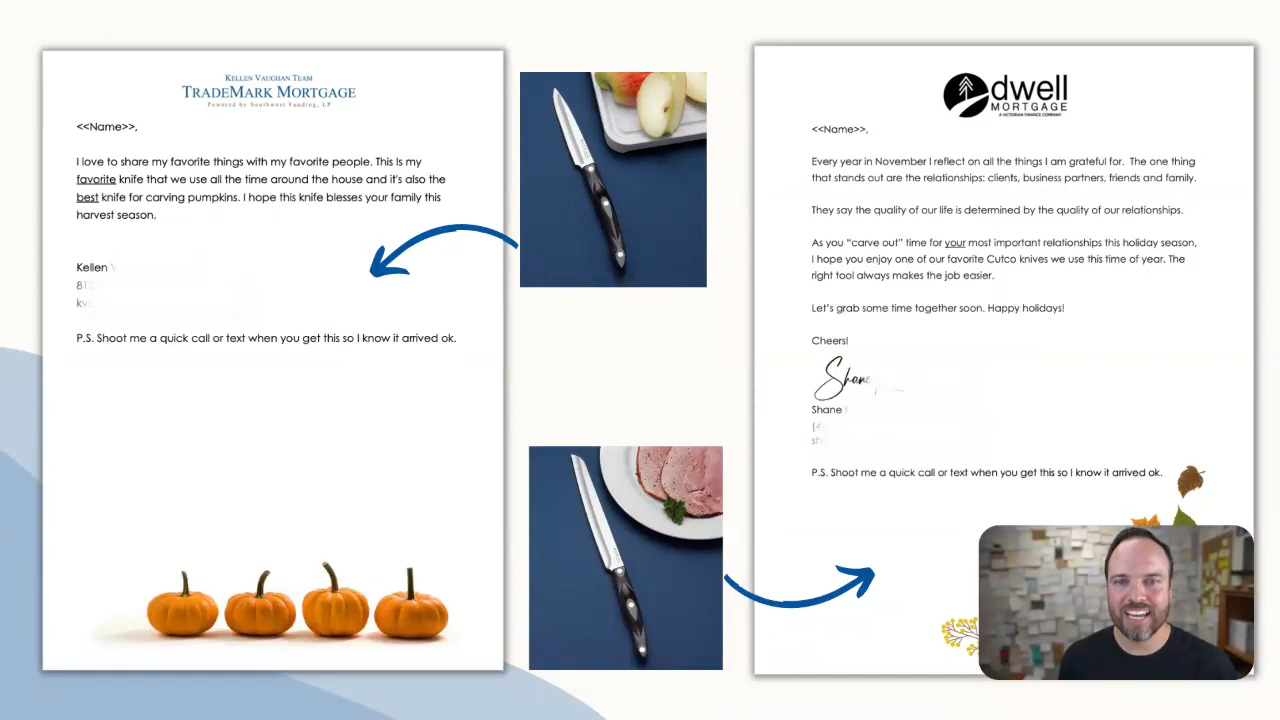 KELLEN VAUGHAN TEAM
TRADEMARK MORTGAGE
Powered by Southwest Funding, LP
<<Name>>,
I love to share my favorite things with my favorite people. This is my
favorite knife that we use all the time around the house and it's also the
best knife for carving pumpkins. I hope this knife blesses your family this
harvest season.
Kellen
P.S. Shoot me a quick call or text when you get this so I know it arrived ok.
dwell
MORTGAGE
A VICTORIAN FINANCE COMPANY
<<Name>>,
Every year in November I reflect on all the things I am grateful for.  The one thing
that stands out are the relationships: clients, business partners, friends and family.
They say the quality of our life is determined by the quality of our relationships.
As you “carve out” time for your most important relationships this holiday season,
I hope you enjoy one of our favorite Cutco knives we use this time of year. The
right tool always makes the job easier.
Let’s grab some time together soon. Happy holidays!
Cheers!
Shane
Shane
P.S. Shoot me a quick call or text when you get this so I know it arrived ok.